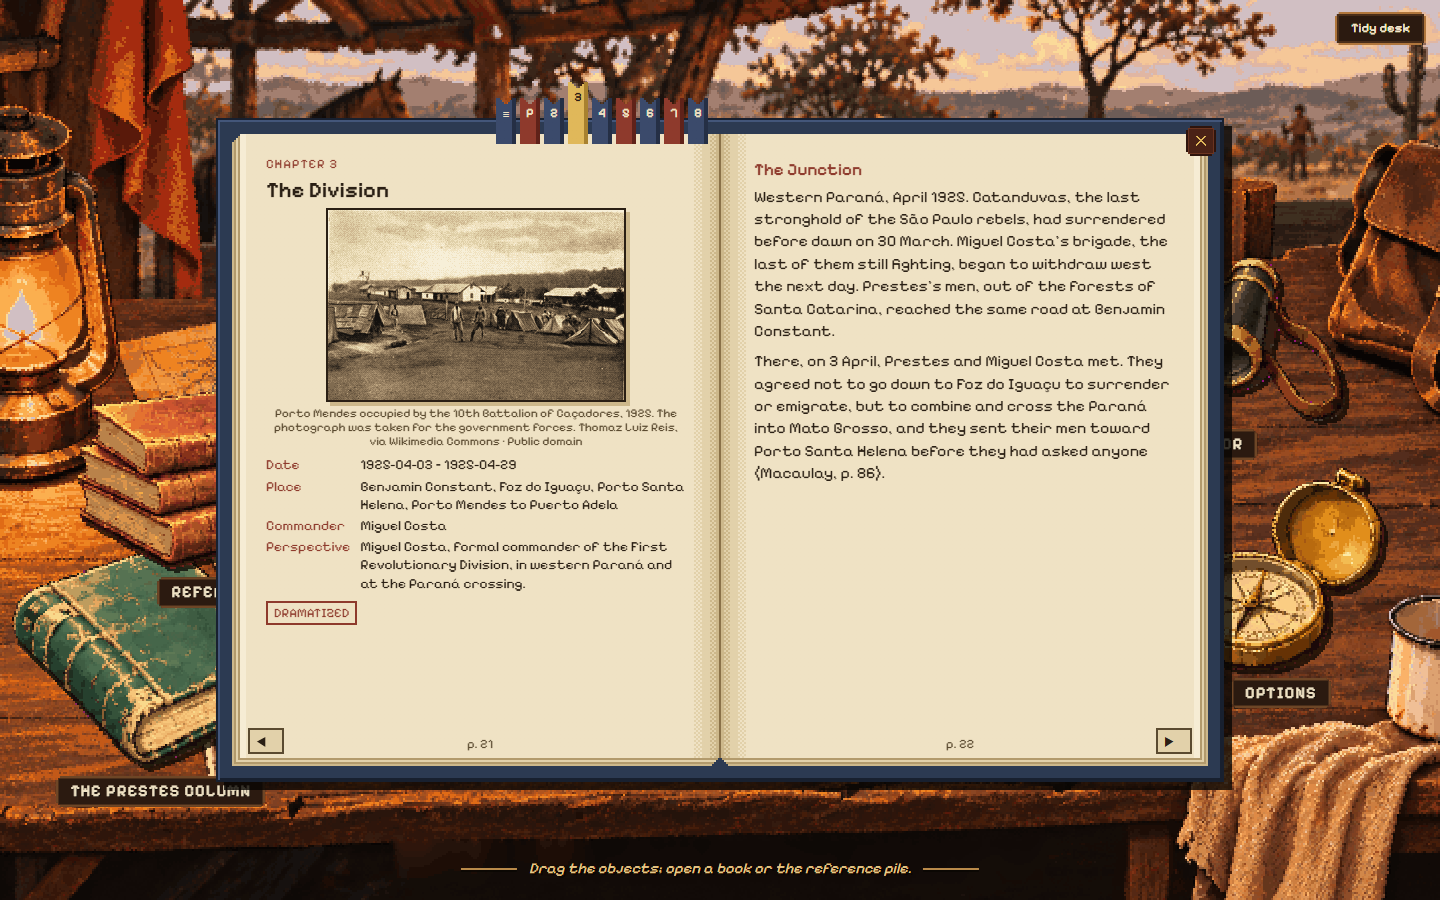 Tidy desk
≡ P 2 3 4 5 6 7 8
CHAPTER 3
The Division
Porto Mendes occupied by the 10th Battalion of Caçadores, 1925. The
photograph was taken for the government forces. Thomaz Luiz Reis,
via Wikimedia Commons · Public domain
Date 1925-04-03 - 1925-04-29
Place Benjamin Constant, Foz do Iguaçu, Porto Santa
Helena, Porto Mendes to Puerto Adela
Commander Miguel Costa
Perspective Miguel Costa, formal commander of the First
Revolutionary Division, in western Paraná and
at the Paraná crossing.
DRAMATIZED
p. 21
The Junction
Western Paraná, April 1925. Catanduvas, the last
stronghold of the São Paulo rebels, had surrendered
before dawn on 30 March. Miguel Costa's brigade, the
last of them still fighting, began to withdraw west
the next day. Prestes's men, out of the forests of
Santa Catarina, reached the same road at Benjamin
Constant.
There, on 3 April, Prestes and Miguel Costa met. They
agreed not to go down to Foz do Iguaçu to surrender
or emigrate, but to combine and cross the Paraná
into Mato Grosso, and they sent their men toward
Porto Santa Helena before they had asked anyone
(Macaulay, p. 86).
p. 22
OPTIONS
THE PRESTES COLUMN
Drag the objects; open a book or the reference pile.